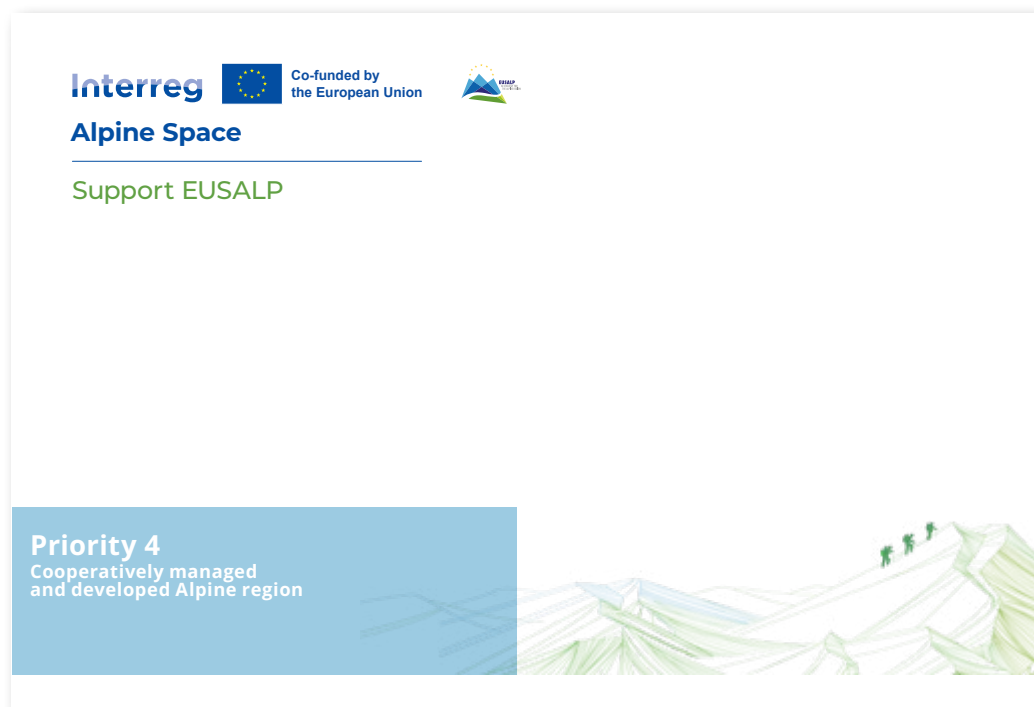 Interreg
Co-funded by
the European Union
EUSALP
Alpine Space
Support EUSALP
Priority 4
Cooperatively managed
and developed Alpine region